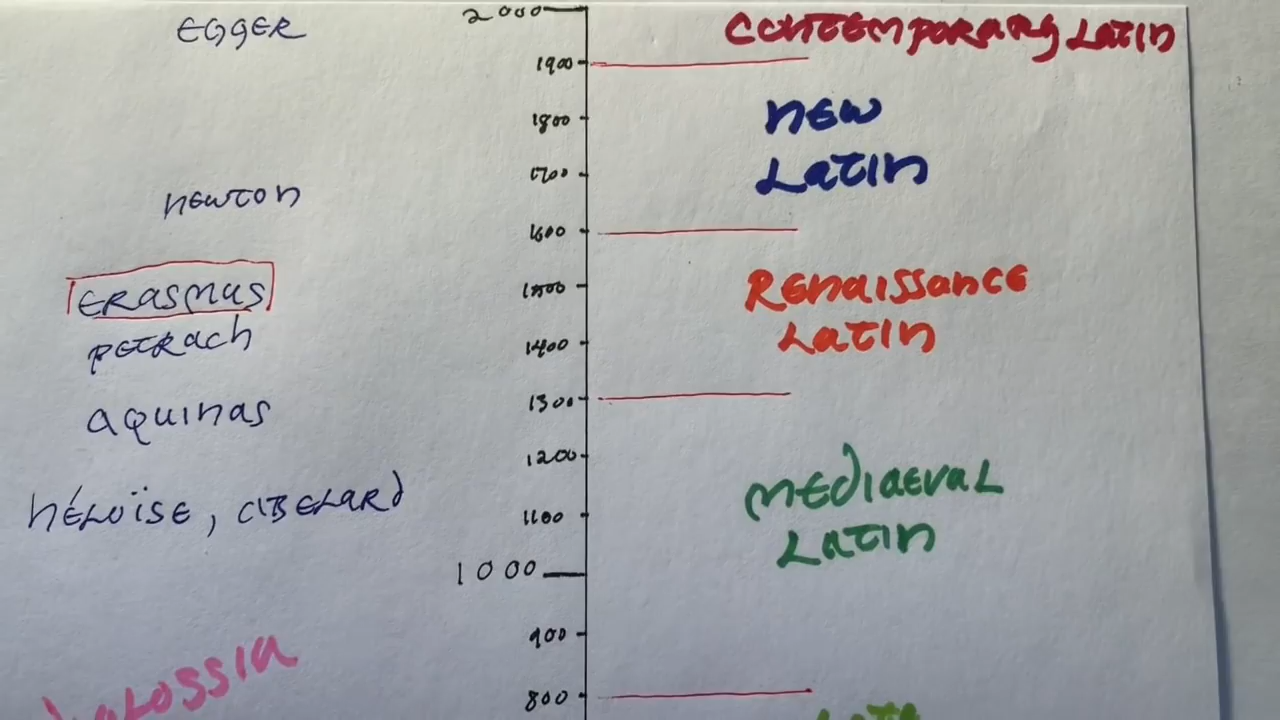 EGGER
2000
CONTEMPORARY LATIN
1900
NEW
LATIN
1800
1700
NEWTON
1600
ERASMUS
1500
RENAISSANCE
LATIN
PETRACH
1400
AQUINAS
1300
1200
MEDIAEVAL
LATIN
HÉLOÏSE, ABELARD
1100
1000
900
800